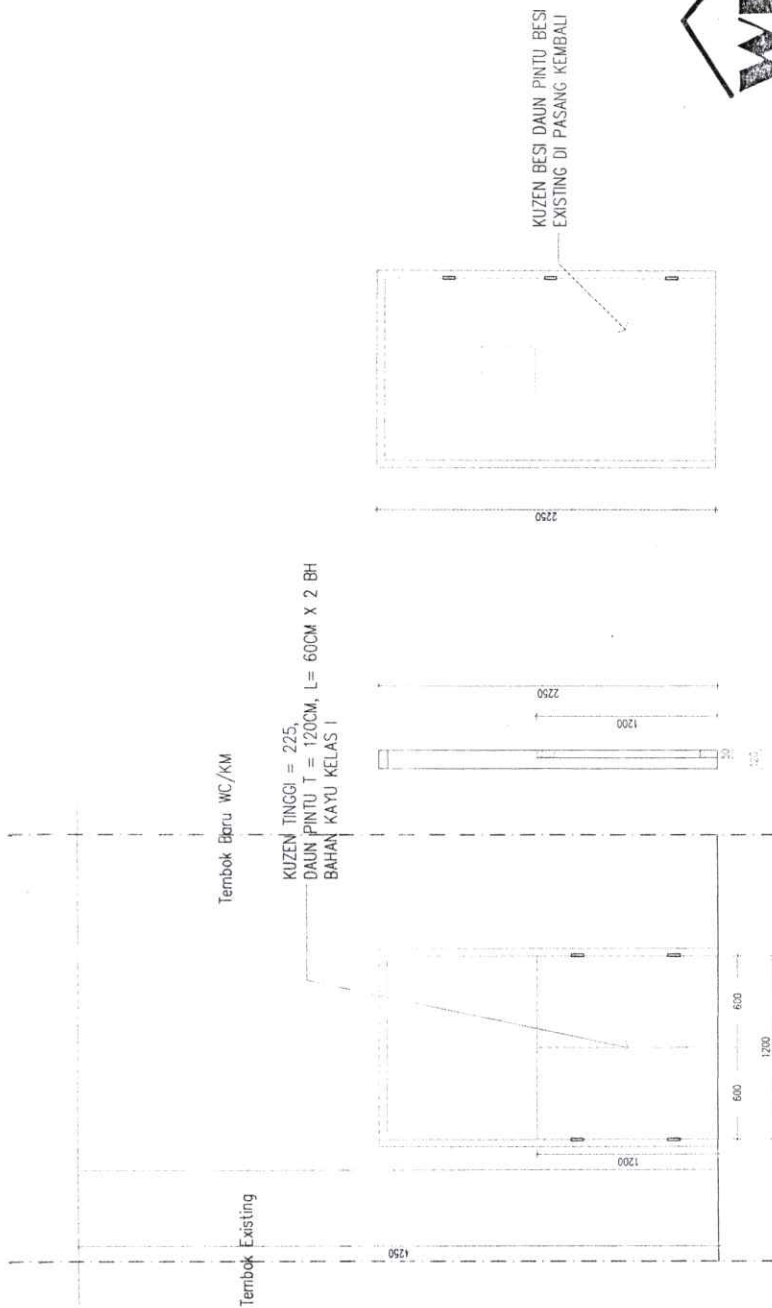 Tembok Baru WC/KM
KUZEN TINGGI = 225,
DAUN PINTU T = 120CM, L= 60CM X 2 BH
BAHAN KAYU KELAS I
KUZEN BESI DAUN PINTU BESI
EXISTING DI PASANG KEMBALI
Tembok Existing
4250
1200
600
600
1200
2250
1200
2250